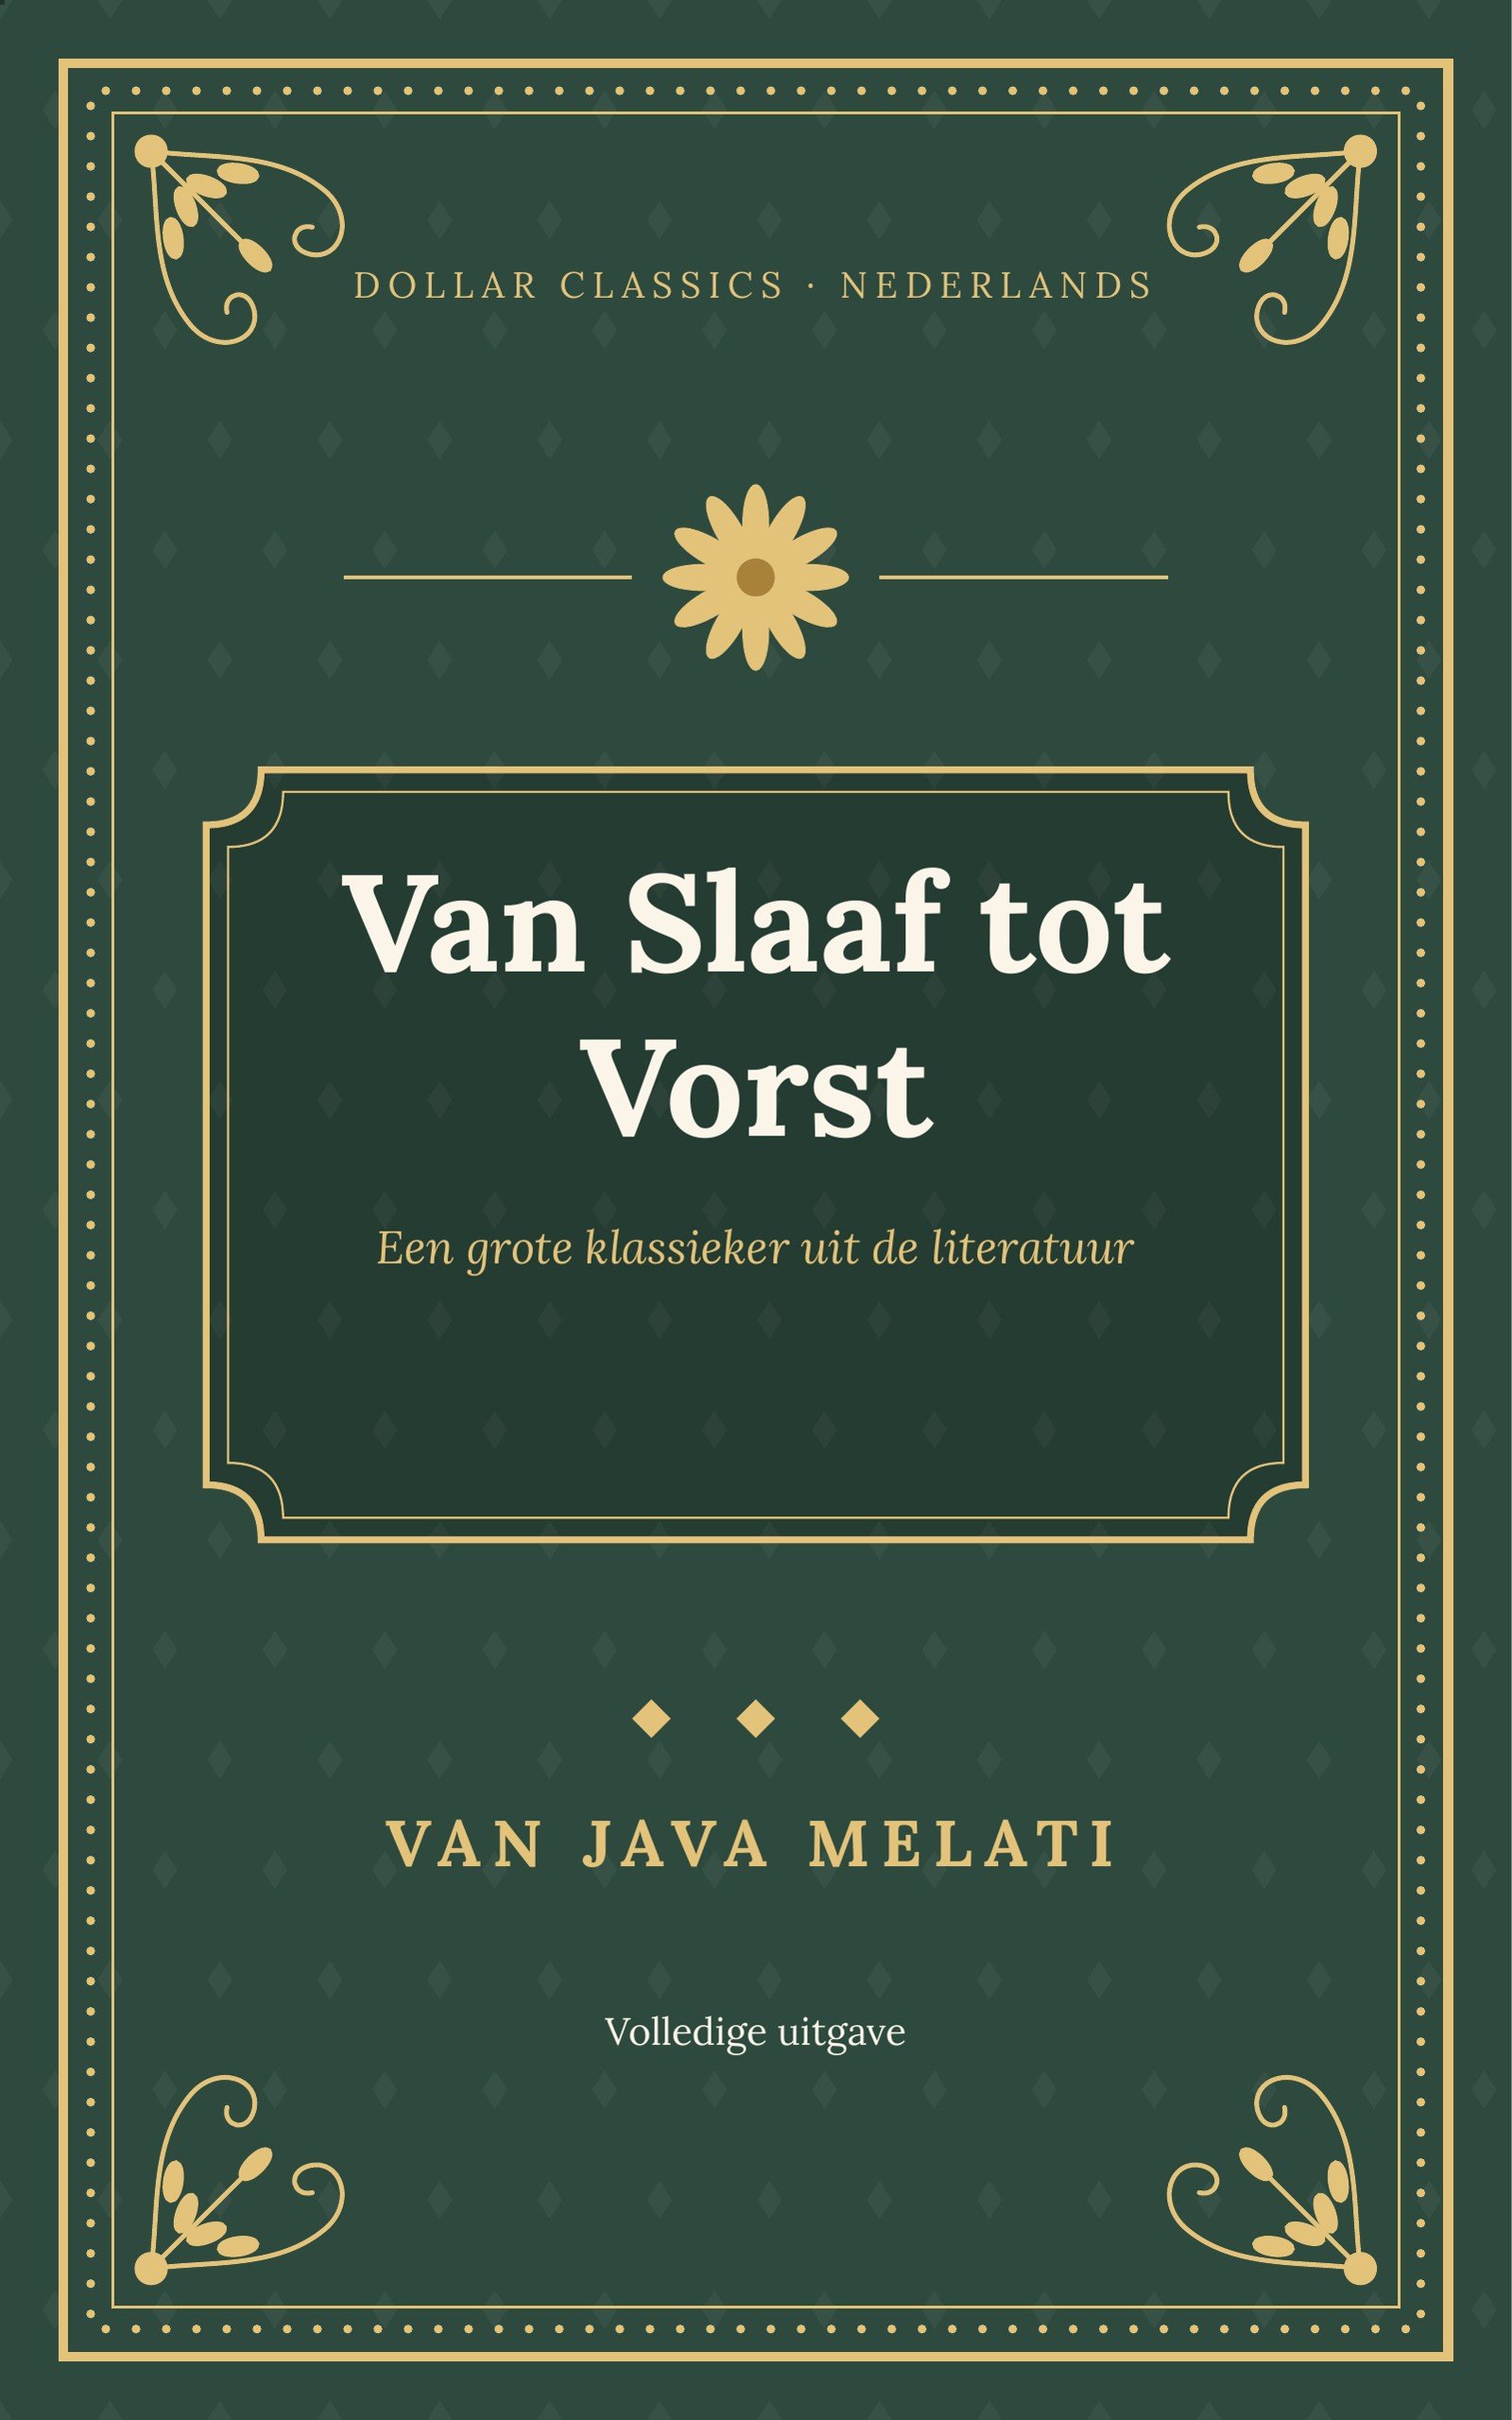 DOLLAR CLASSICS · NEDERLANDS
Van Slaaf tot
Vorst
Een grote klassieker uit de literatuur
VAN JAVA MELATI
Volledige uitgave